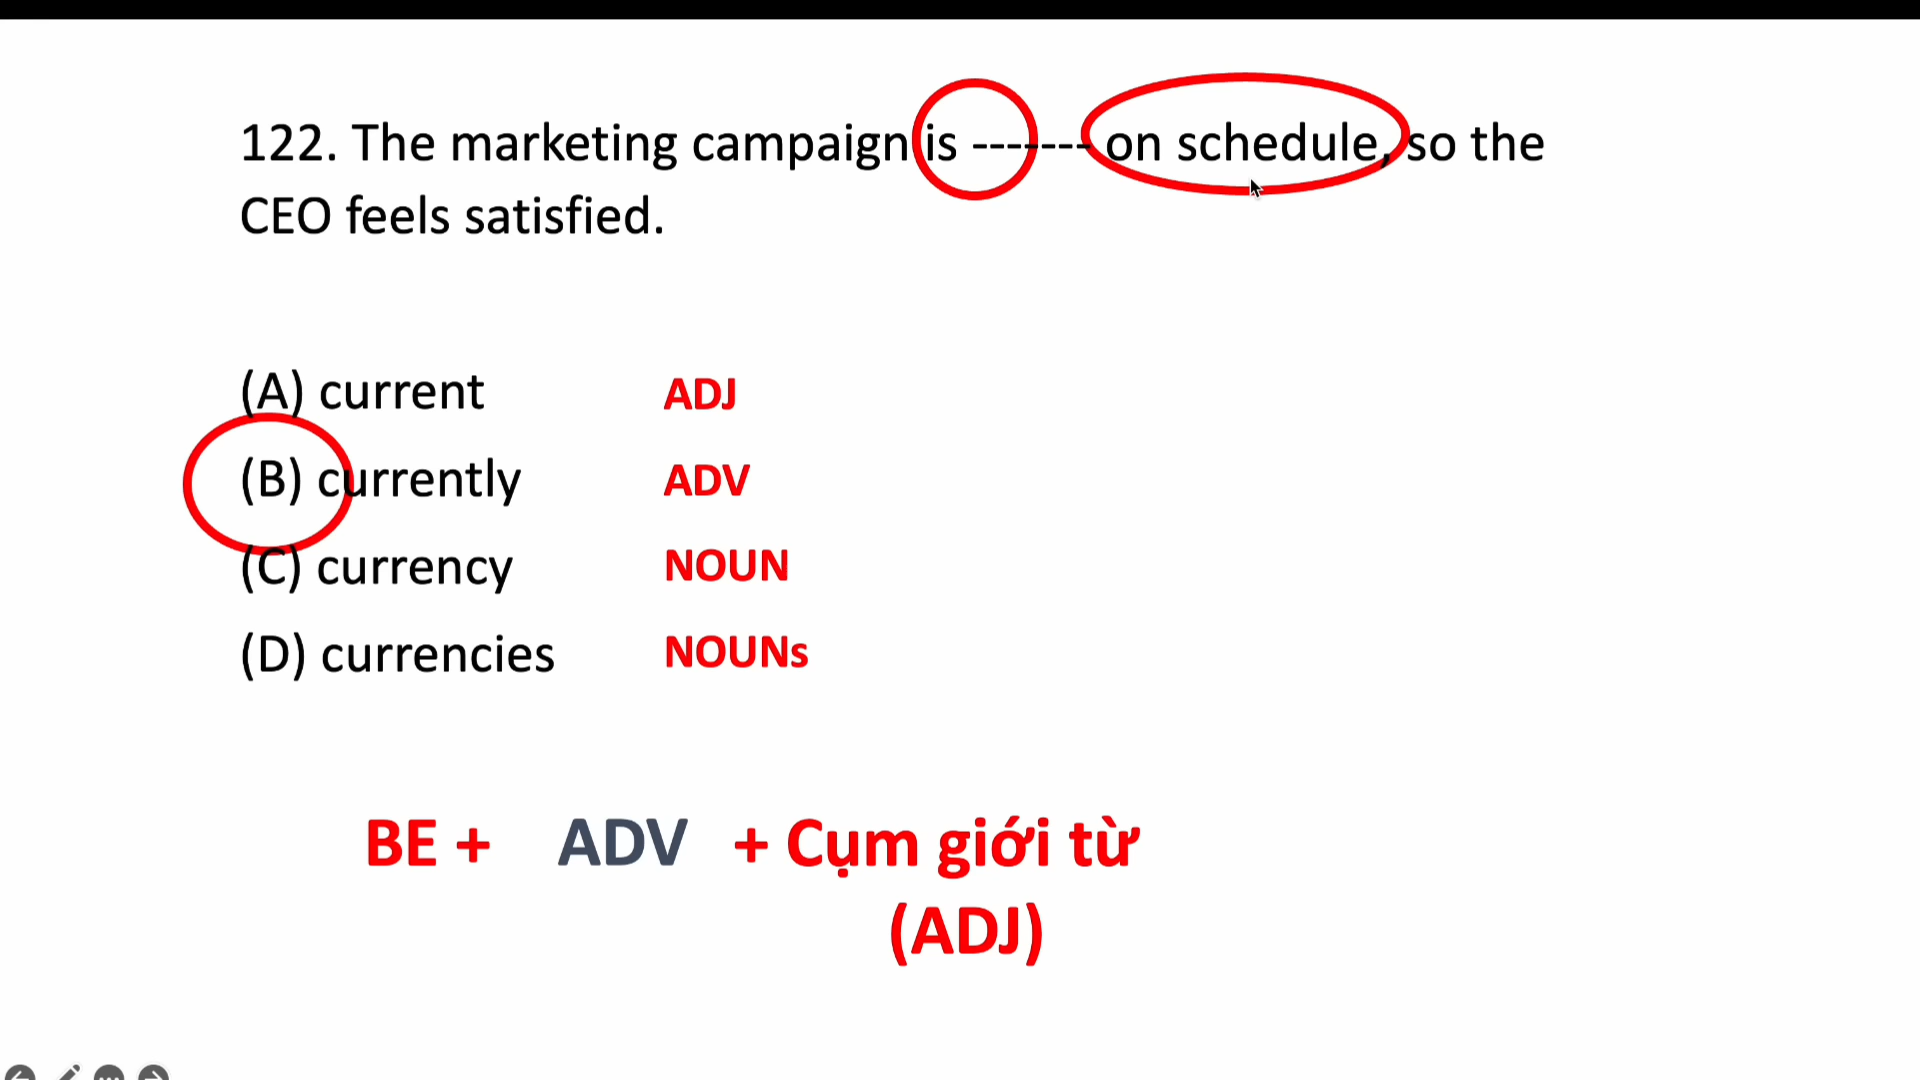 122. The marketing campaign is ------- on schedule, so the
CEO feels satisfied.
(A) current ADJ
(B) currently ADV
(C) currency NOUN
(D) currencies NOUNs
BE + ADV + Cụm giới từ
(ADJ)